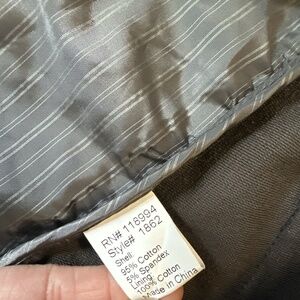 RN# 118994
Style# 1862
Shell:
95% Cotton
5% Spandex
Lining:
100% Cotton
Made in China